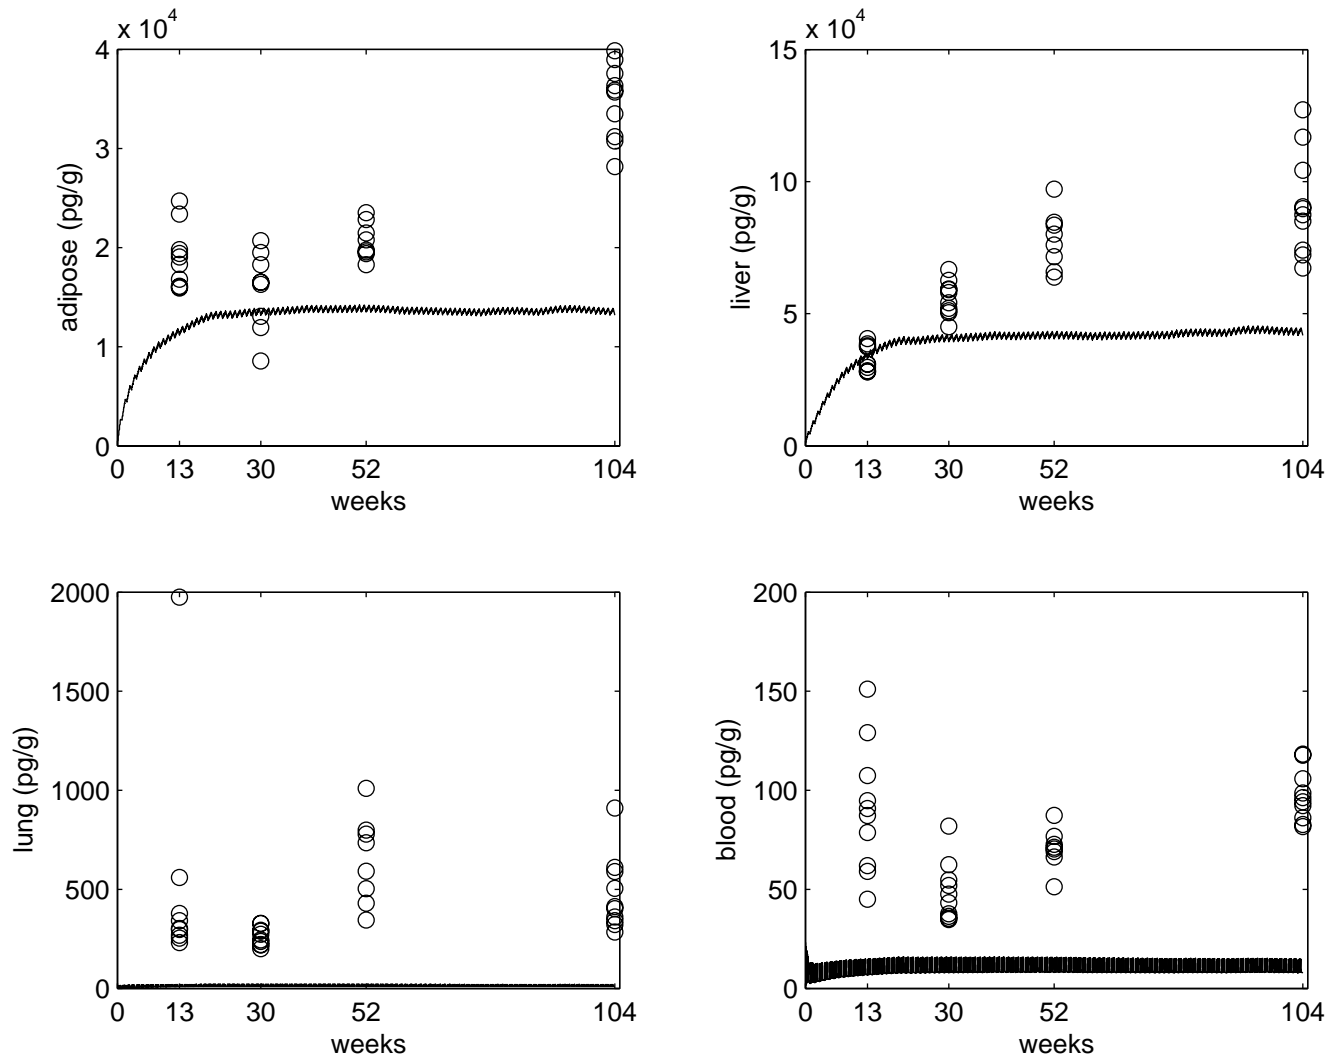 x 10^4
4
3
2
1
0
adipose (pg/g)
0 13 30 52 104
weeks
x 10^4
15
10
5
0
liver (pg/g)
0 13 30 52 104
weeks
2000
1500
1000
500
0
lung (pg/g)
0 13 30 52 104
weeks
200
150
100
50
0
blood (pg/g)
0 13 30 52 104
weeks